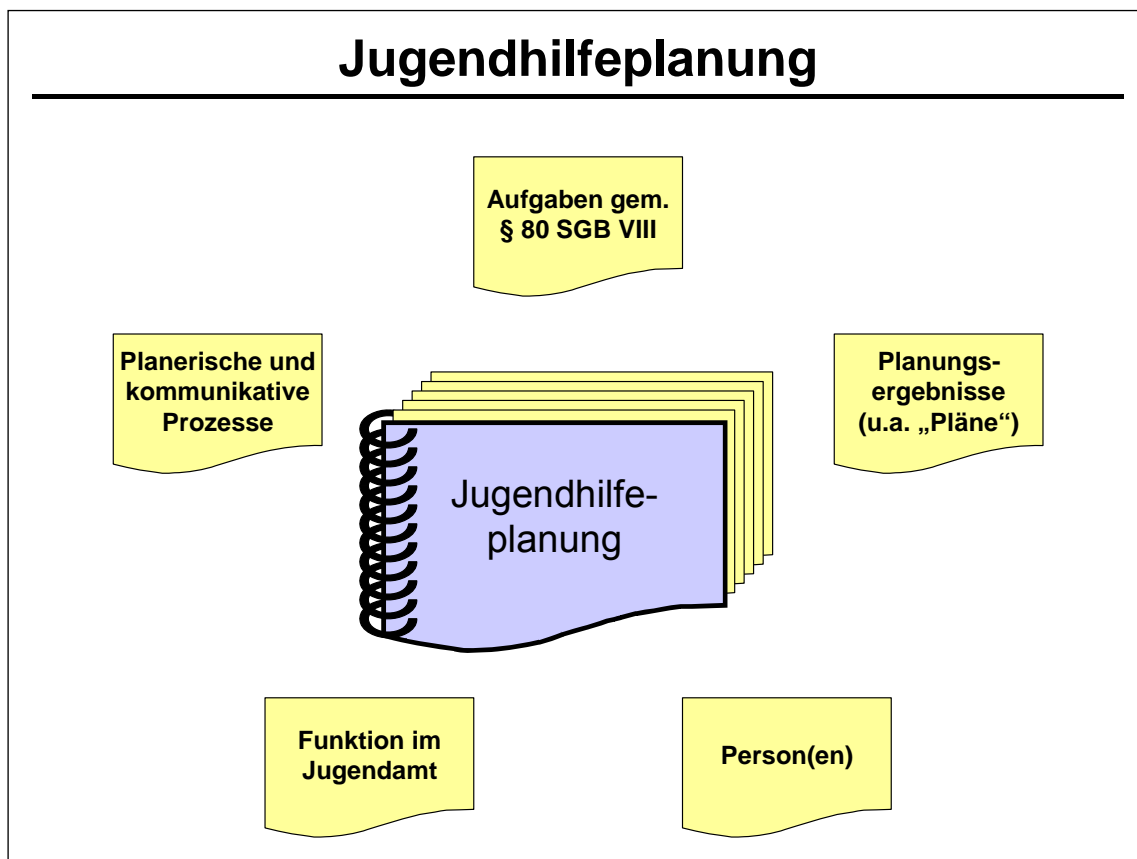 Jugendhilfeplanung
Aufgaben gem.
§ 80 SGB VIII
Planerische und
kommunikative
Prozesse
Planungs-
ergebnisse
(u.a. „Pläne“)
Jugendhilfe-
planung
Funktion im
Jugendamt
Person(en)